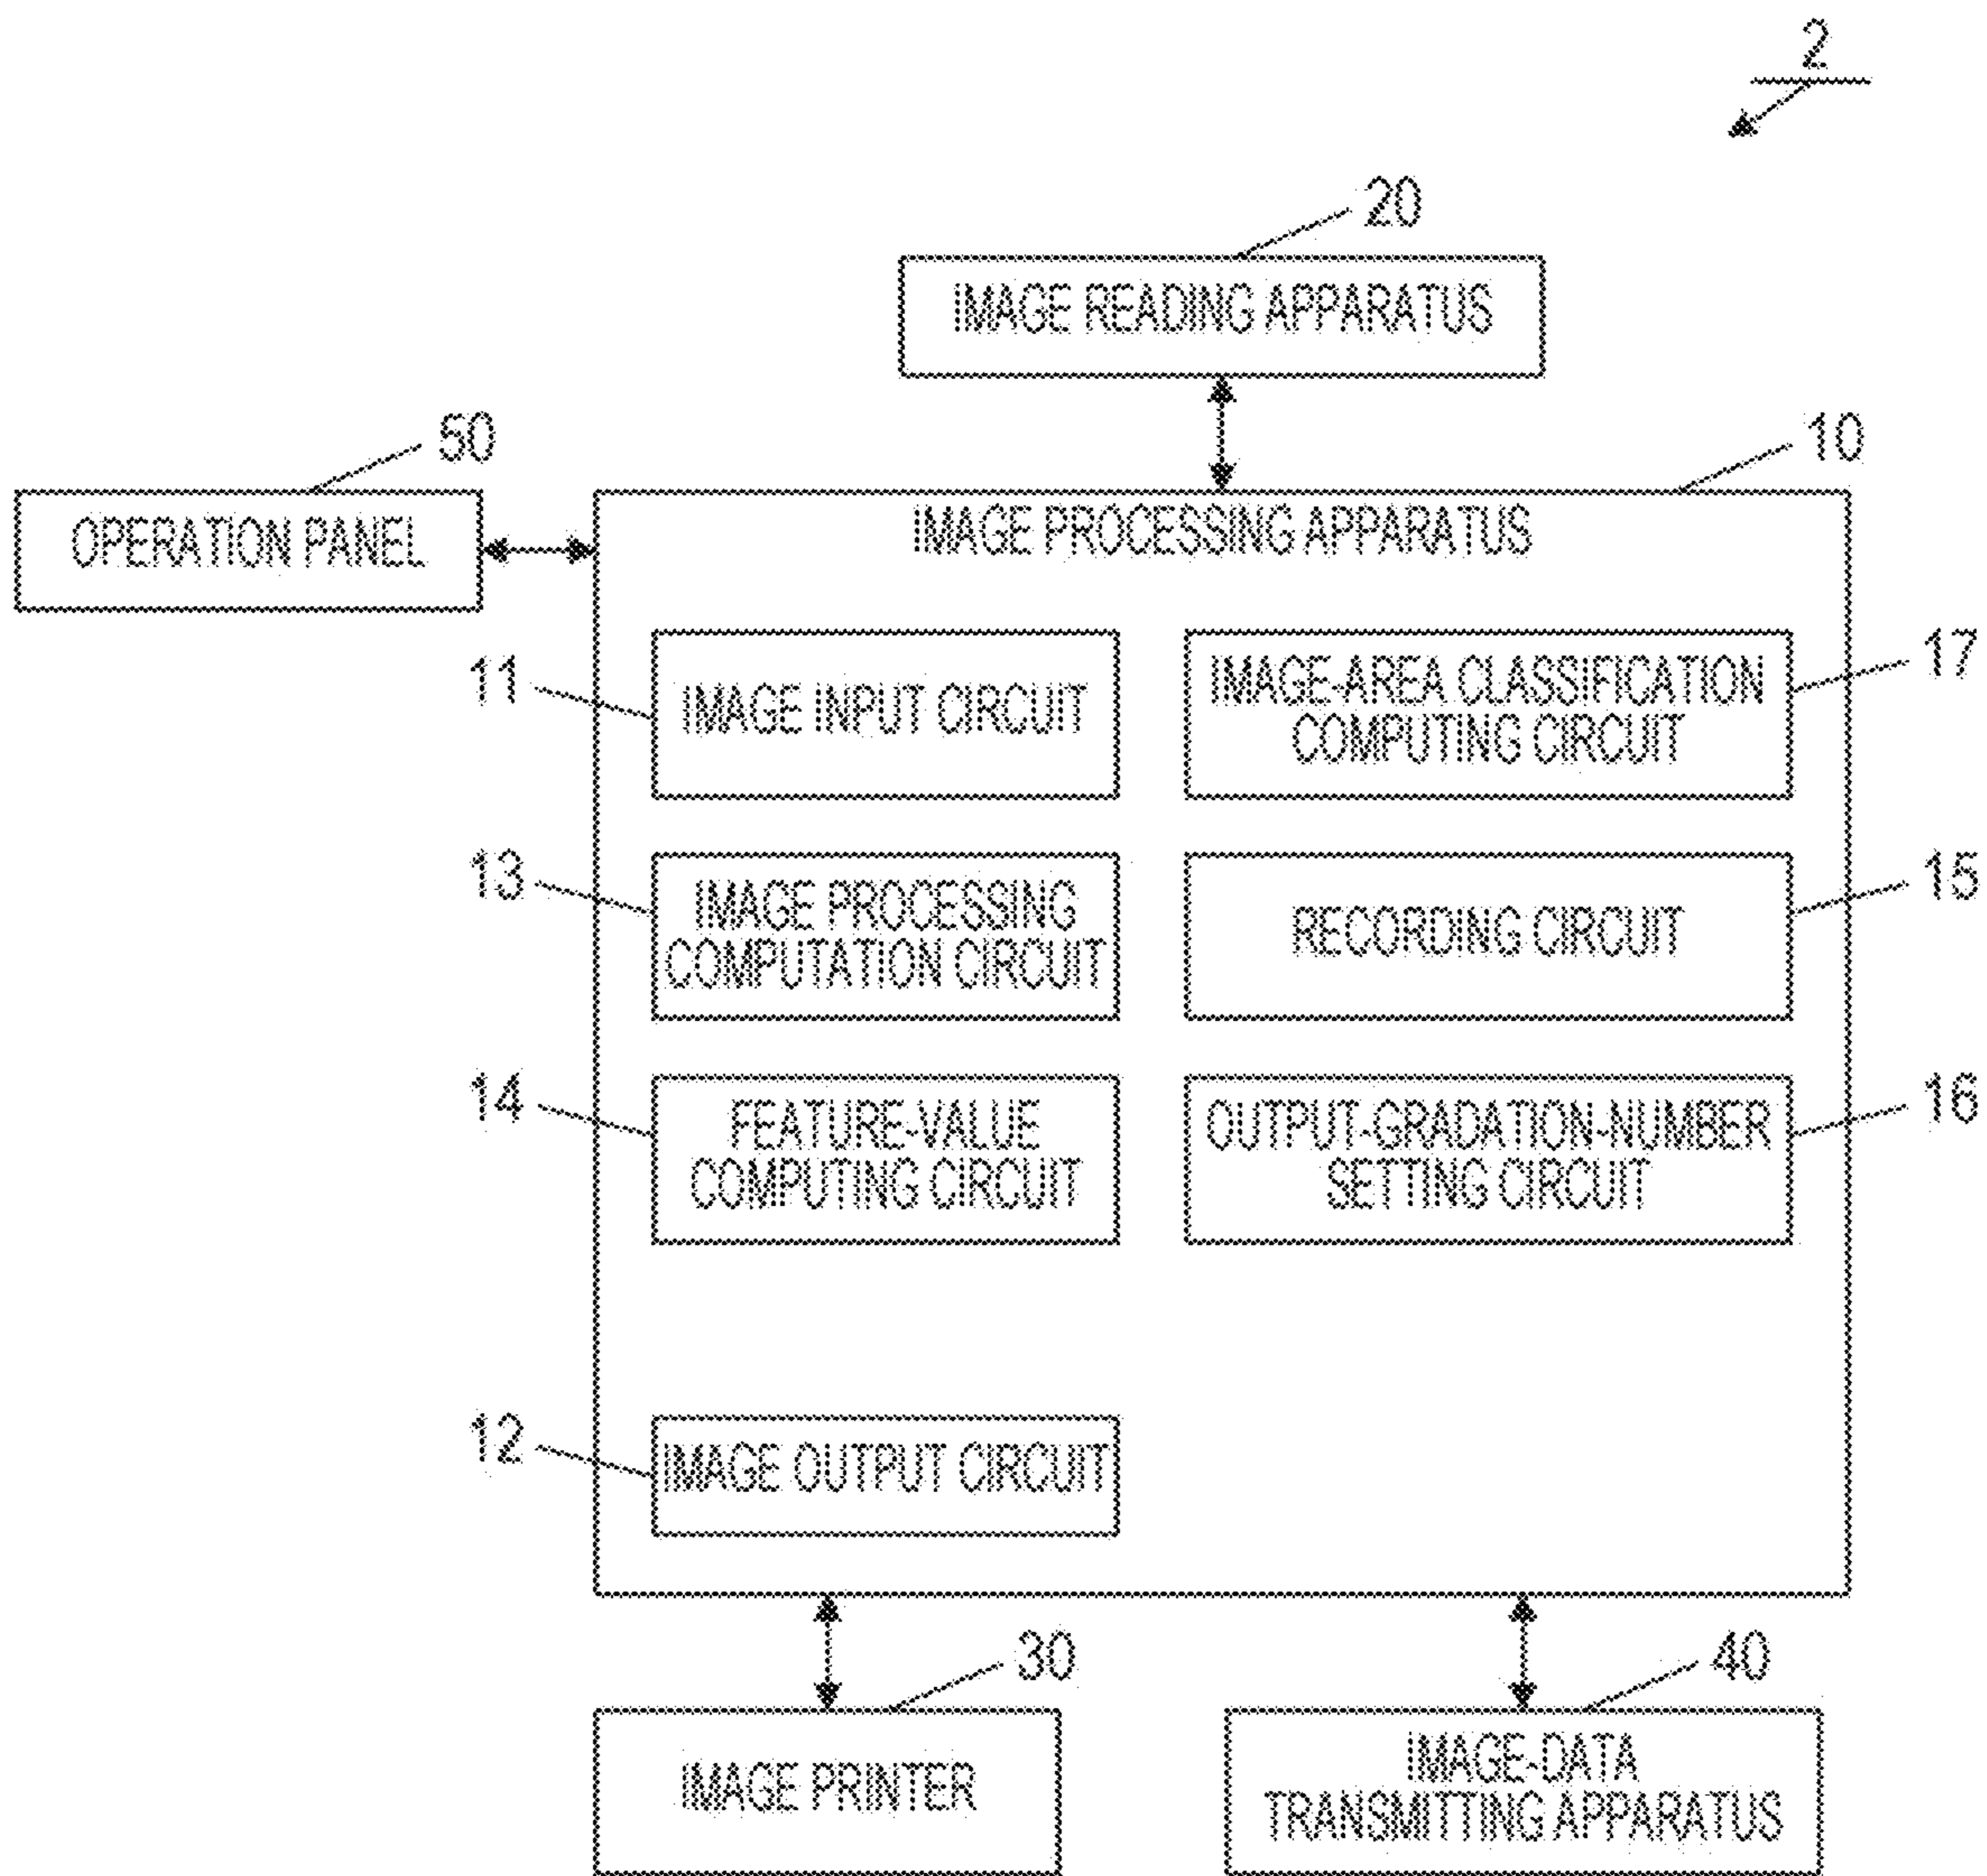 2
20
IMAGE READING APPARATUS
50
10
OPERATION PANEL
IMAGE PROCESSING APPARATUS
11
IMAGE INPUT CIRCUIT
IMAGE-AREA CLASSIFICATION
COMPUTING CIRCUIT
17
13
IMAGE PROCESSING
COMPUTATION CIRCUIT
RECORDING CIRCUIT
15
14
FEATURE-VALUE
COMPUTING CIRCUIT
OUTPUT-GRADATION-NUMBER
SETTING CIRCUIT
16
12
IMAGE OUTPUT CIRCUIT
30
40
IMAGE PRINTER
IMAGE-DATA
TRANSMITTING APPARATUS